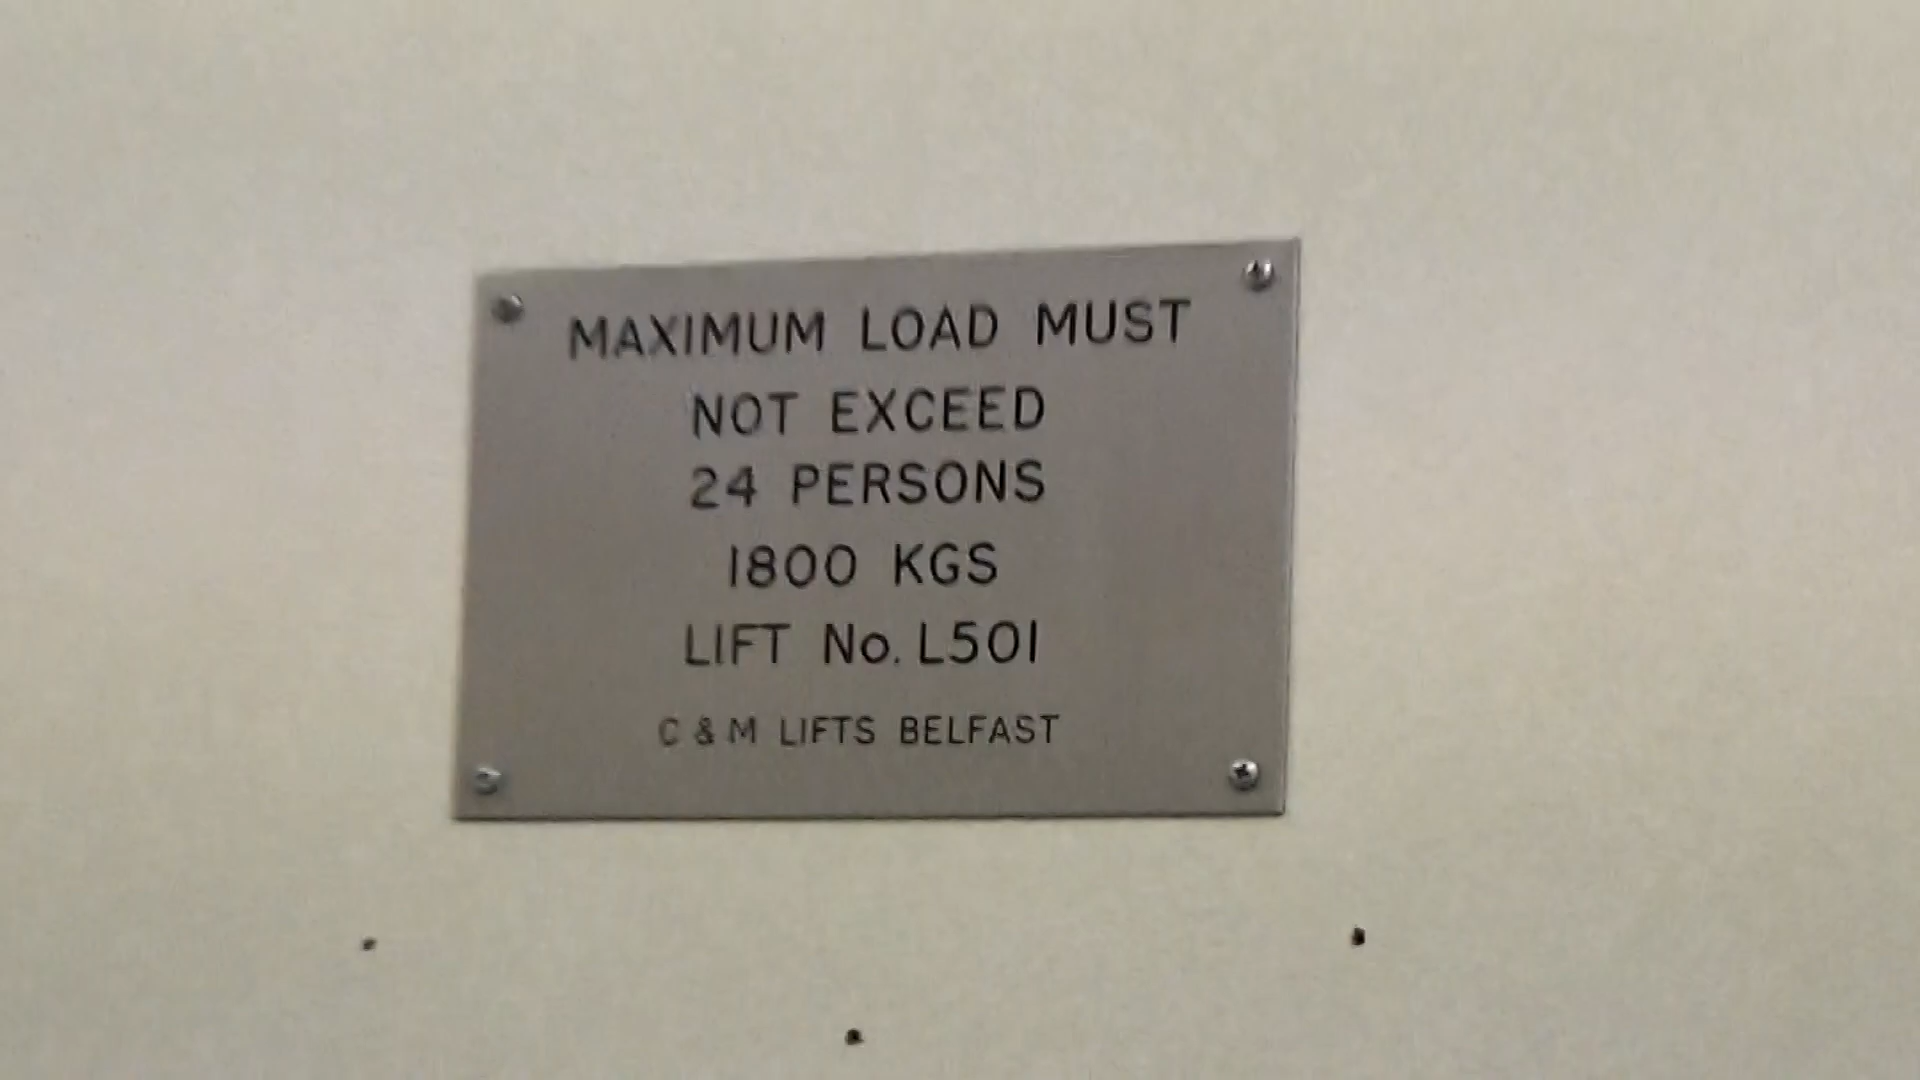 MAXIMUM LOAD MUST
NOT EXCEED
24 PERSONS
1800 KGS
LIFT No. L501
C & M LIFTS BELFAST